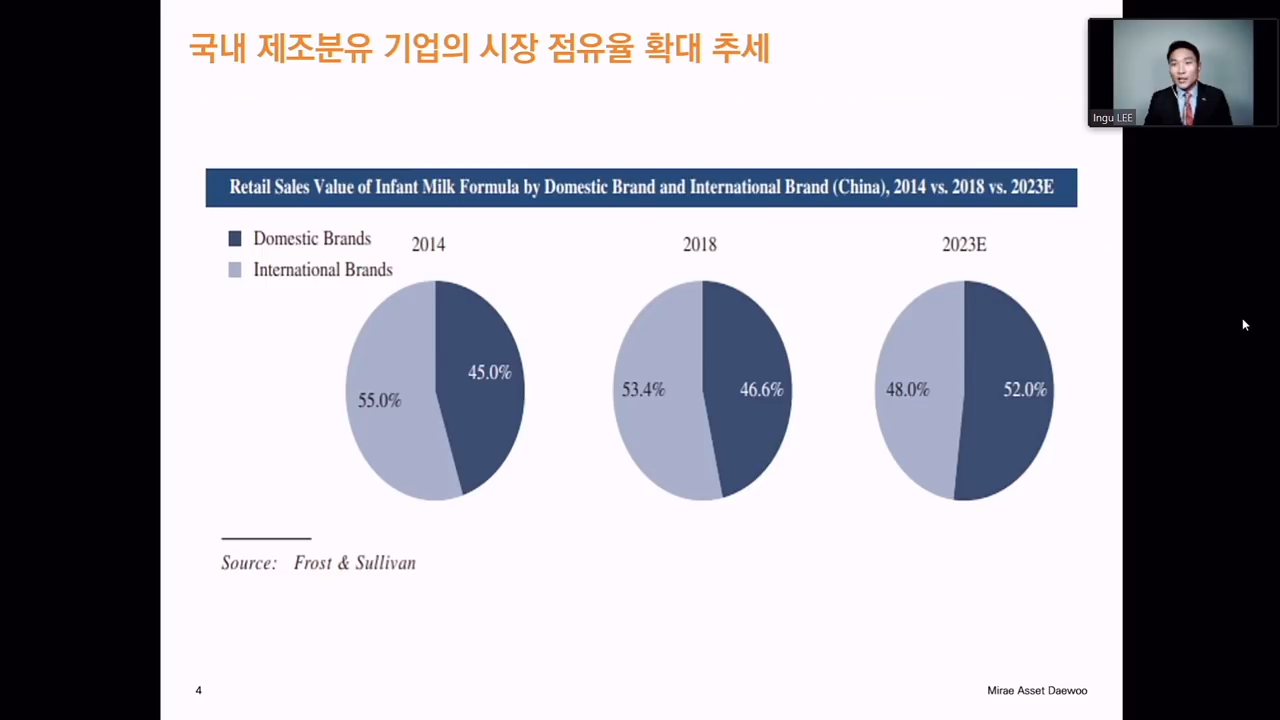 국내 제조분유 기업의 시장 점유율 확대 추세
Ingu LEE
Retail Sales Value of Infant Milk Formula by Domestic Brand and International Brand (China), 2014 vs. 2018 vs. 2023E
Domestic Brands
International Brands
2014
2018
2023E
55.0%
45.0%
53.4%
46.6%
48.0%
52.0%
Source: Frost & Sullivan
4
Mirae Asset Daewoo